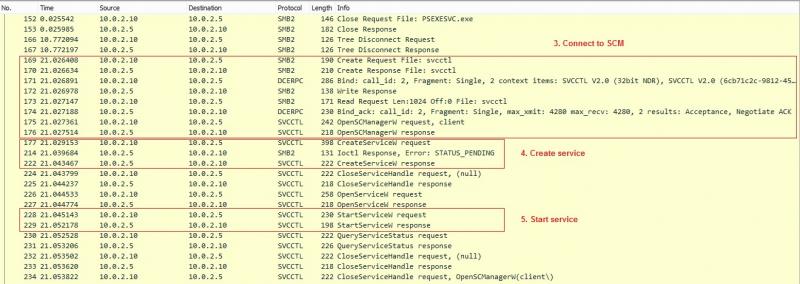 No. Time Source Destination Protocol Length Info
152 0.025542 10.0.2.10 10.0.2.5 SMB2 146 Close Request File: PSEXESVC.exe
153 0.025985 10.0.2.5 10.0.2.10 SMB2 182 Close Response
166 10.772094 10.0.2.10 10.0.2.5 SMB2 126 Tree Disconnect Request
167 10.772197 10.0.2.5 10.0.2.10 SMB2 126 Tree Disconnect Response
3. Connect to SCM
169 21.026408 10.0.2.10 10.0.2.5 SMB2 190 Create Request File: svcctl
170 21.026634 10.0.2.5 10.0.2.10 SMB2 210 Create Response File: svcctl
171 21.026891 10.0.2.10 10.0.2.5 DCERPC 286 Bind: call_id: 2, Fragment: Single, 2 context items: SVCCTL V2.0 (32bit NDR), SVCCTL V2.0 (6cb71c2c-9812-45…
172 21.026978 10.0.2.5 10.0.2.10 SMB2 138 Write Response
173 21.027147 10.0.2.10 10.0.2.5 SMB2 171 Read Request Len:1024 Off:0 File: svcctl
174 21.027188 10.0.2.5 10.0.2.10 DCERPC 230 Bind_ack: call_id: 2, Fragment: Single, max_xmit: 4280 max_recv: 4280, 2 results: Acceptance, Negotiate ACK
175 21.027361 10.0.2.10 10.0.2.5 SVCCTL 242 OpenSCManagerW request, client
176 21.027514 10.0.2.5 10.0.2.10 SVCCTL 218 OpenSCManagerW response
177 21.029153 10.0.2.10 10.0.2.5 SVCCTL 398 CreateServiceW request
214 21.039684 10.0.2.5 10.0.2.10 SMB2 131 Ioctl Response, Error: STATUS_PENDING
4. Create service
222 21.043467 10.0.2.5 10.0.2.10 SVCCTL 222 CreateServiceW response
224 21.043799 10.0.2.10 10.0.2.5 SVCCTL 222 CloseServiceHandle request, (null)
225 21.044237 10.0.2.5 10.0.2.10 SVCCTL 218 CloseServiceHandle response
226 21.044533 10.0.2.10 10.0.2.5 SVCCTL 258 OpenServiceW request
227 21.044774 10.0.2.5 10.0.2.10 SVCCTL 218 OpenServiceW response
228 21.045143 10.0.2.10 10.0.2.5 SVCCTL 230 StartServiceW request
5. Start service
229 21.052178 10.0.2.5 10.0.2.10 SVCCTL 198 StartServiceW response
230 21.052528 10.0.2.10 10.0.2.5 SVCCTL 222 QueryServiceStatus request
231 21.053206 10.0.2.5 10.0.2.10 SVCCTL 226 QueryServiceStatus response
232 21.053502 10.0.2.10 10.0.2.5 SVCCTL 222 CloseServiceHandle request, (null)
233 21.053620 10.0.2.5 10.0.2.10 SVCCTL 218 CloseServiceHandle response
234 21.053822 10.0.2.10 10.0.2.5 SVCCTL 222 CloseServiceHandle request, OpenSCManagerW(client\)